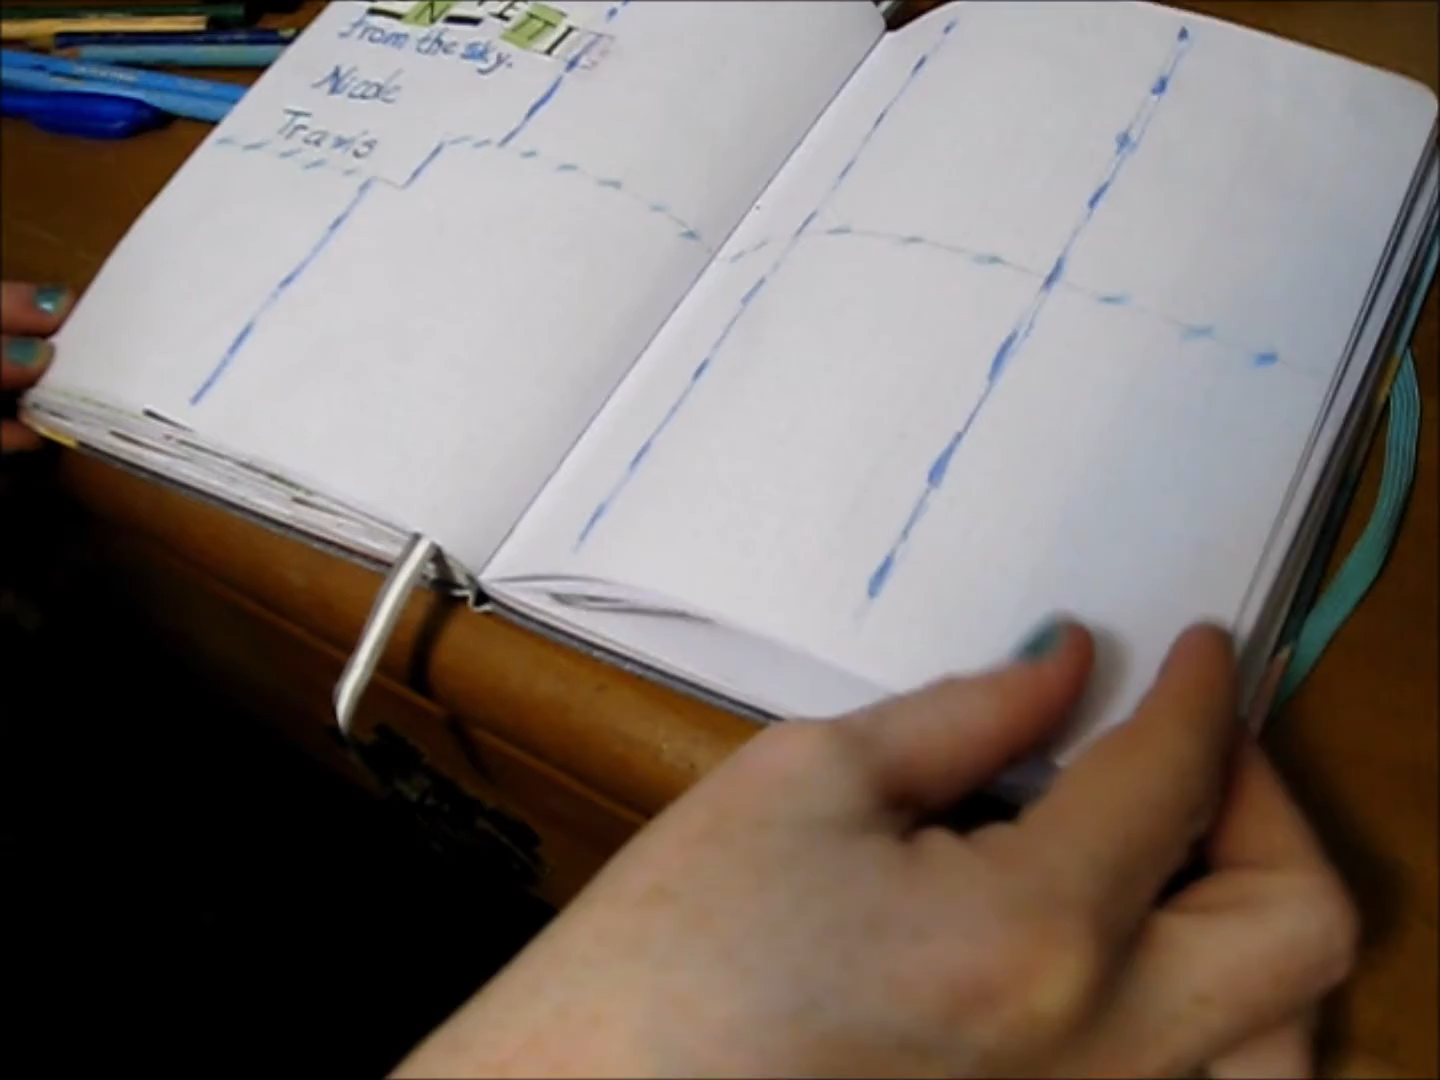 from the sky.
Nicole
Travis